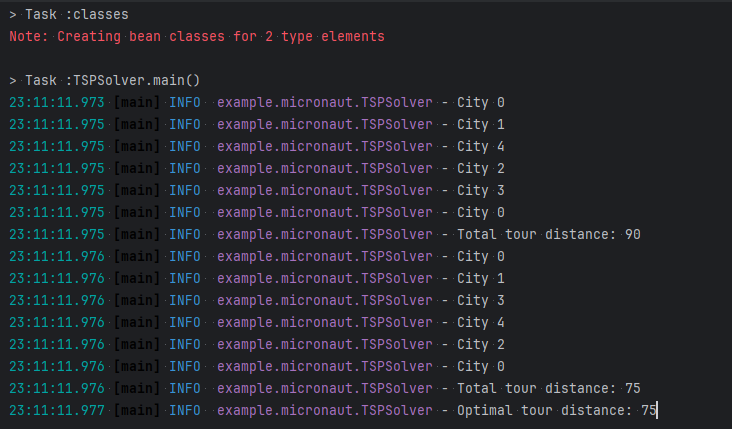 > Task :classes
Note: Creating bean classes for 2 type elements
> Task :TSPSolver.main()
23:11:11.973 [main] INFO  example.micronaut.TSPSolver - City 0
23:11:11.975 [main] INFO  example.micronaut.TSPSolver - City 1
23:11:11.975 [main] INFO  example.micronaut.TSPSolver - City 4
23:11:11.975 [main] INFO  example.micronaut.TSPSolver - City 2
23:11:11.975 [main] INFO  example.micronaut.TSPSolver - City 3
23:11:11.975 [main] INFO  example.micronaut.TSPSolver - City 0
23:11:11.975 [main] INFO  example.micronaut.TSPSolver - Total tour distance: 90
23:11:11.976 [main] INFO  example.micronaut.TSPSolver - City 0
23:11:11.976 [main] INFO  example.micronaut.TSPSolver - City 1
23:11:11.976 [main] INFO  example.micronaut.TSPSolver - City 3
23:11:11.976 [main] INFO  example.micronaut.TSPSolver - City 4
23:11:11.976 [main] INFO  example.micronaut.TSPSolver - City 2
23:11:11.976 [main] INFO  example.micronaut.TSPSolver - City 0
23:11:11.976 [main] INFO  example.micronaut.TSPSolver - Total tour distance: 75
23:11:11.977 [main] INFO  example.micronaut.TSPSolver - Optimal tour distance: 75